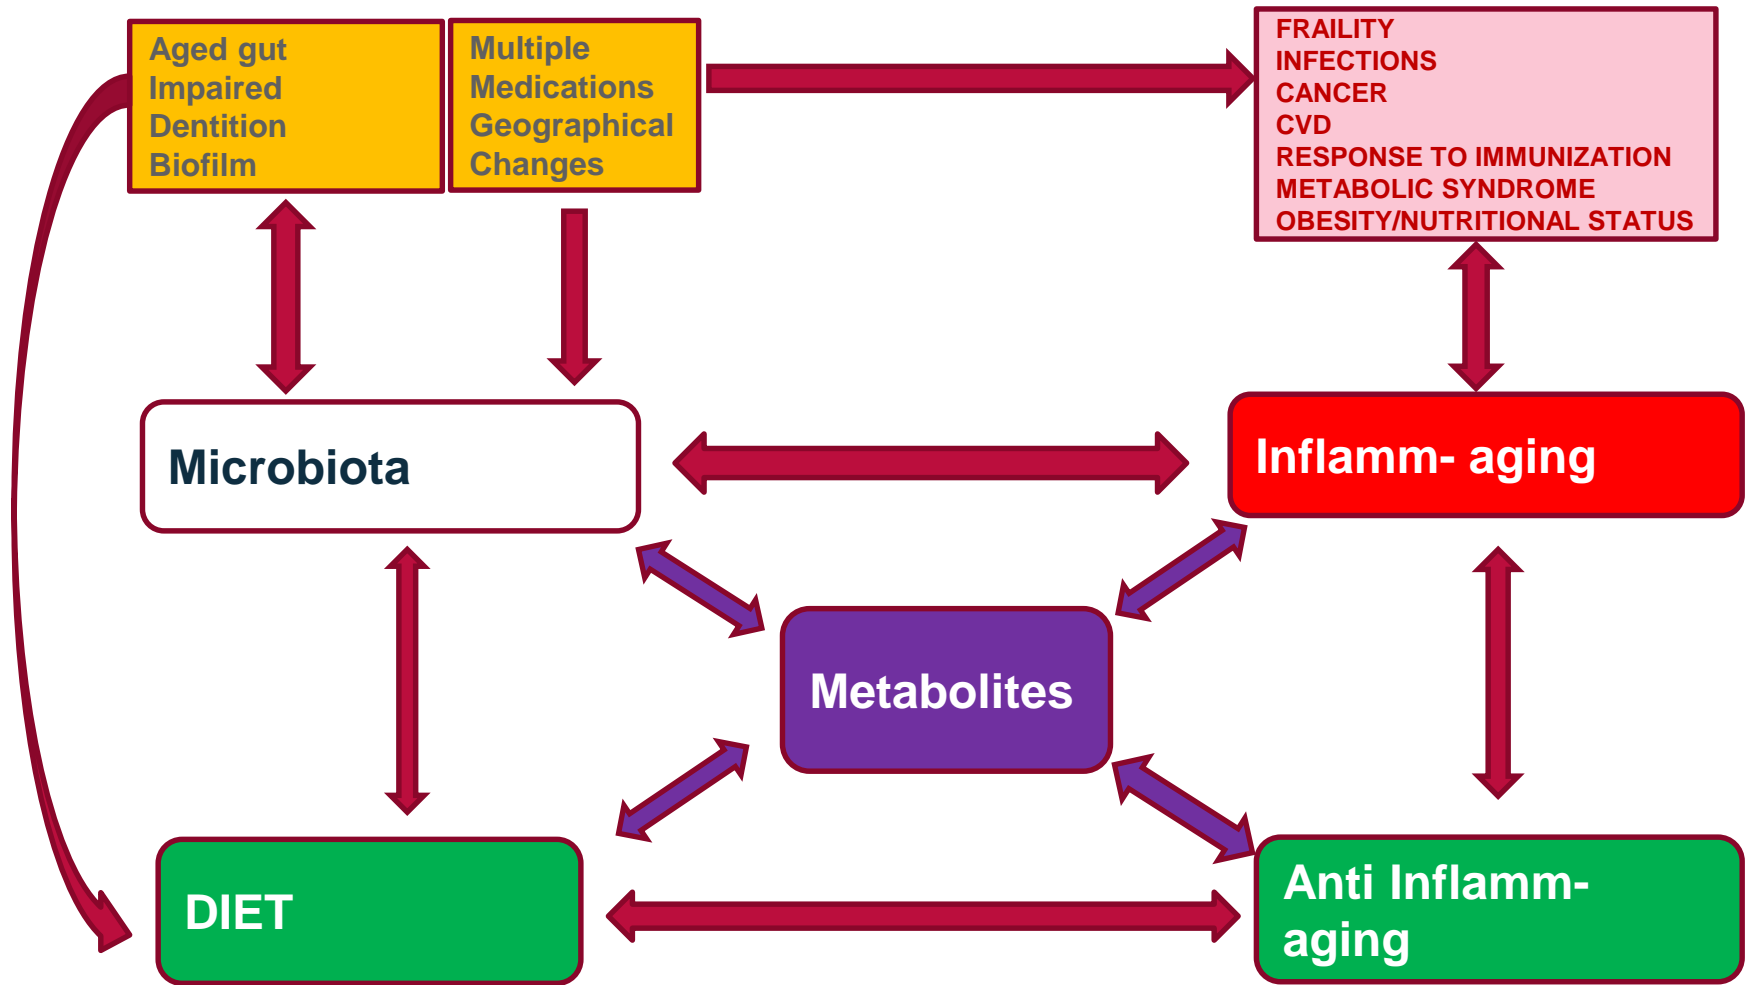 Aged gut
Impaired
Dentition
Biofilm
Multiple
Medications
Geographical
Changes
FRAILITY
INFECTIONS
CANCER
CVD
RESPONSE TO IMMUNIZATION
METABOLIC SYNDROME
OBESITY/NUTRITIONAL STATUS
Microbiota
Inflamm- aging
Metabolites
DIET
Anti Inflamm-
aging